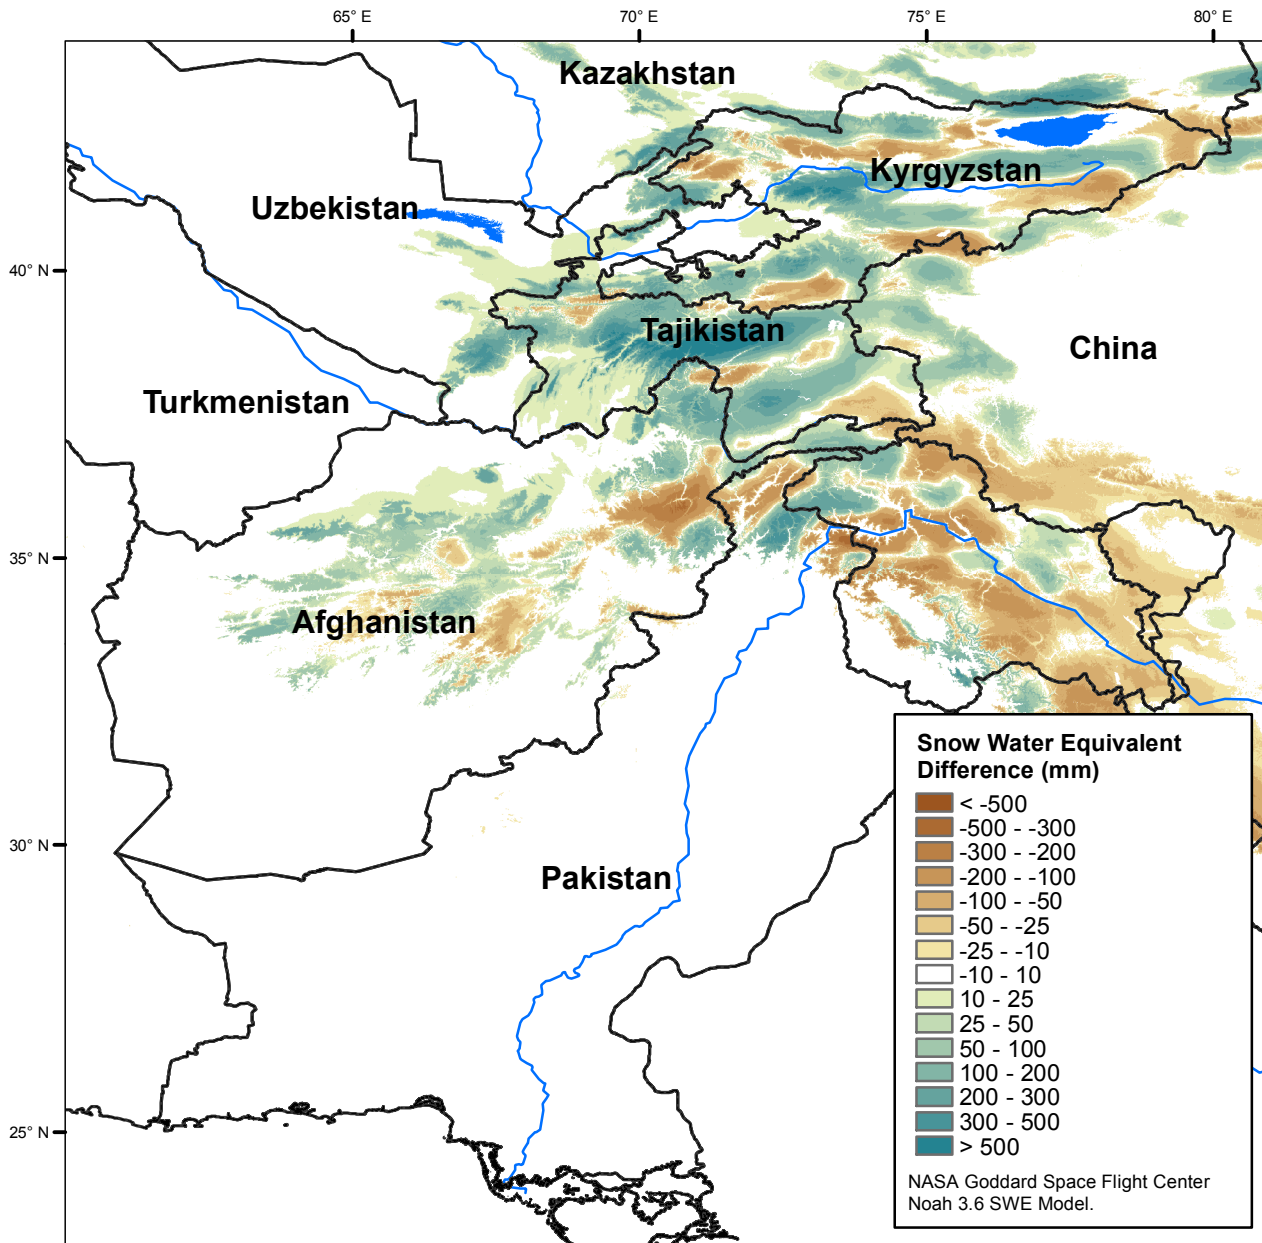 65° E
70° E
75° E
80° E
Kazakhstan
Kyrgyzstan
Uzbekistan
40° N
Tajikistan
China
Turkmenistan
35° N
Afghanistan
30° N
Pakistan
25° N
Snow Water Equivalent
Difference (mm)
< -500
-500 - -300
-300 - -200
-200 - -100
-100 - -50
-50 - -25
-25 - -10
-10 - 10
10 - 25
25 - 50
50 - 100
100 - 200
200 - 300
300 - 500
> 500
NASA Goddard Space Flight Center
Noah 3.6 SWE Model.